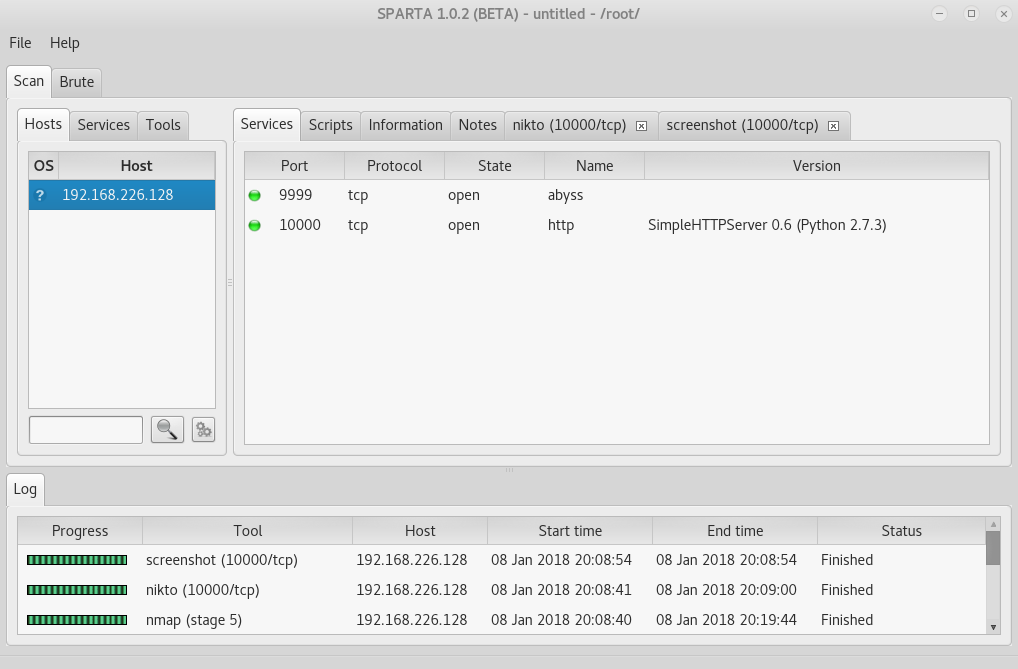 SPARTA 1.0.2 (BETA) - untitled - /root/
File Help
Scan Brute
Hosts Services Tools
OS Host
? 192.168.226.128
Services Scripts Information Notes nikto (10000/tcp) screenshot (10000/tcp)
Port Protocol State Name Version
9999 tcp open abyss
10000 tcp open http SimpleHTTPServer 0.6 (Python 2.7.3)
Log
Progress Tool Host Start time End time Status
screenshot (10000/tcp) 192.168.226.128 08 Jan 2018 20:08:54 08 Jan 2018 20:08:54 Finished
nikto (10000/tcp) 192.168.226.128 08 Jan 2018 20:08:41 08 Jan 2018 20:09:00 Finished
nmap (stage 5) 192.168.226.128 08 Jan 2018 20:08:40 08 Jan 2018 20:19:44 Finished